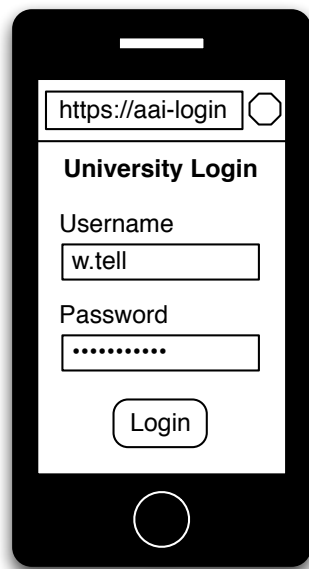 https://aai-login
University Login
Username
w.tell
Password
•••••••••••
Login